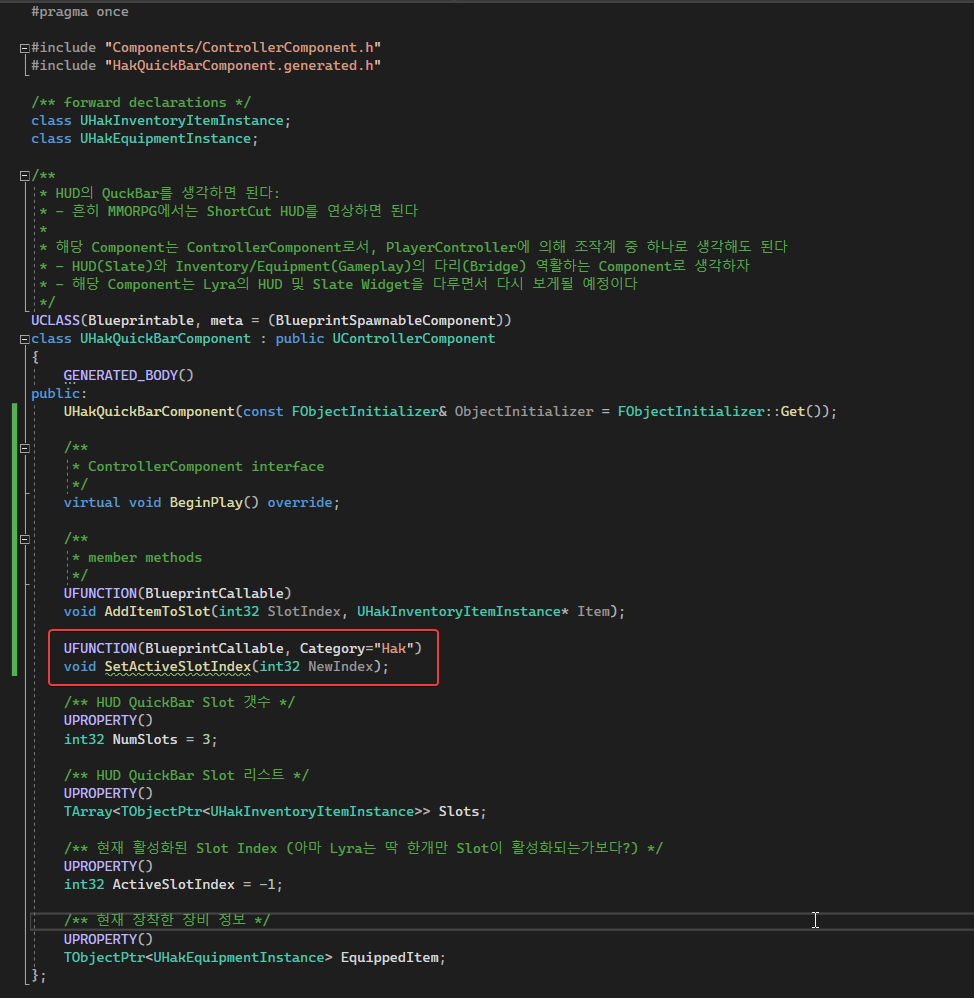 #pragma once
#include "Components/ControllerComponent.h"
#include "HakQuickBarComponent.generated.h"
/** forward declarations */
class UHakInventoryItemInstance;
class UHakEquipmentInstance;
/**
* HUD의 QuckBar를 생각하면 된다:
* - 흔히 MMORPG에서는 ShortCut HUD를 연상하면 된다
*
* 해당 Component는 ControllerComponent로서, PlayerController에 의해 조작계 중 하나로 생각해도 된다
* - HUD(Slate)와 Inventory/Equipment(Gameplay)의 다리(Bridge) 역활하는 Component로 생각하자
* - 해당 Component는 Lyra의 HUD 및 Slate Widget을 다루면서 다시 보게될 예정이다
*/
UCLASS(Blueprintable, meta = (BlueprintSpawnableComponent))
class UHakQuickBarComponent : public UControllerComponent
{
GENERATED_BODY()
public:
UHakQuickBarComponent(const FObjectInitializer& ObjectInitializer = FObjectInitializer::Get());
/**
* ControllerComponent interface
*/
virtual void BeginPlay() override;
/**
* member methods
*/
UFUNCTION(BlueprintCallable)
void AddItemToSlot(int32 SlotIndex, UHakInventoryItemInstance* Item);
UFUNCTION(BlueprintCallable, Category="Hak")
void SetActiveSlotIndex(int32 NewIndex);
/** HUD QuickBar Slot 갯수 */
UPROPERTY()
int32 NumSlots = 3;
/** HUD QuickBar Slot 리스트 */
UPROPERTY()
TArray<TObjectPtr<UHakInventoryItemInstance>> Slots;
/** 현재 활성화된 Slot Index (아마 Lyra는 딱 한개만 Slot이 활성화되는가보다?) */
UPROPERTY()
int32 ActiveSlotIndex = -1;
/** 현재 장착한 장비 정보 */
UPROPERTY()
TObjectPtr<UHakEquipmentInstance> EquippedItem;
};